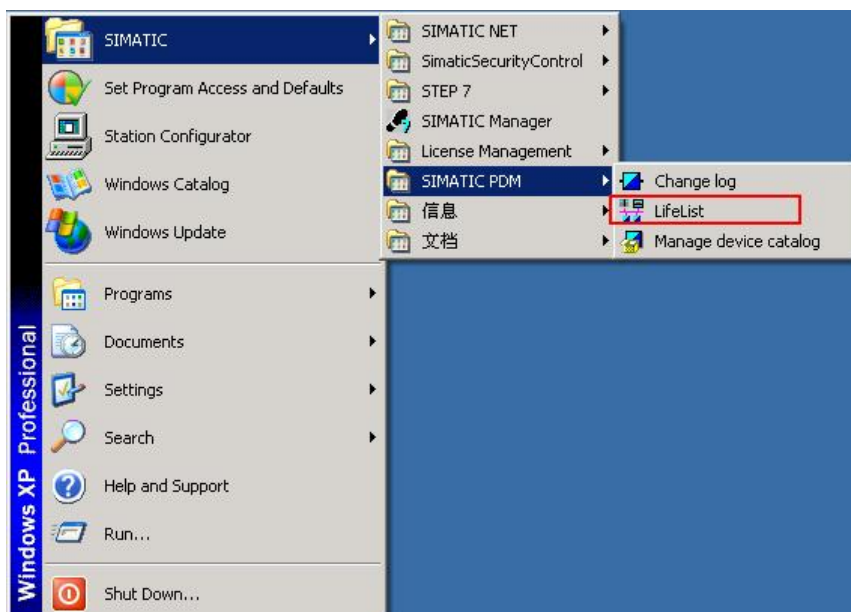 SIMATIC
Set Program Access and Defaults
Station Configurator
Windows Catalog
Windows Update
Programs
Documents
Settings
Search
Help and Support
Run...
Shut Down...
Windows XP Professional
SIMATIC NET
SimaticSecurityControl
STEP 7
SIMATIC Manager
License Management
SIMATIC PDM
信息
文档
Change log
LifeList
Manage device catalog